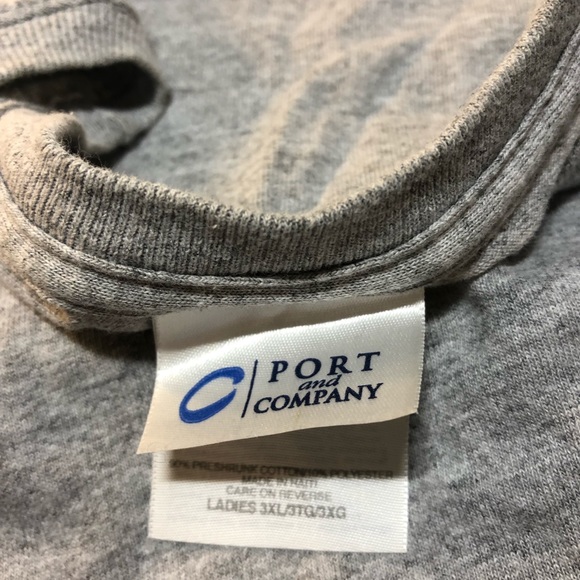 PORT
and
COMPANY
90% PRESHRUNK COTTON/10% POLYESTER
MADE IN HAITI
CARE ON REVERSE
LADIES 3XL/3TG/3XG